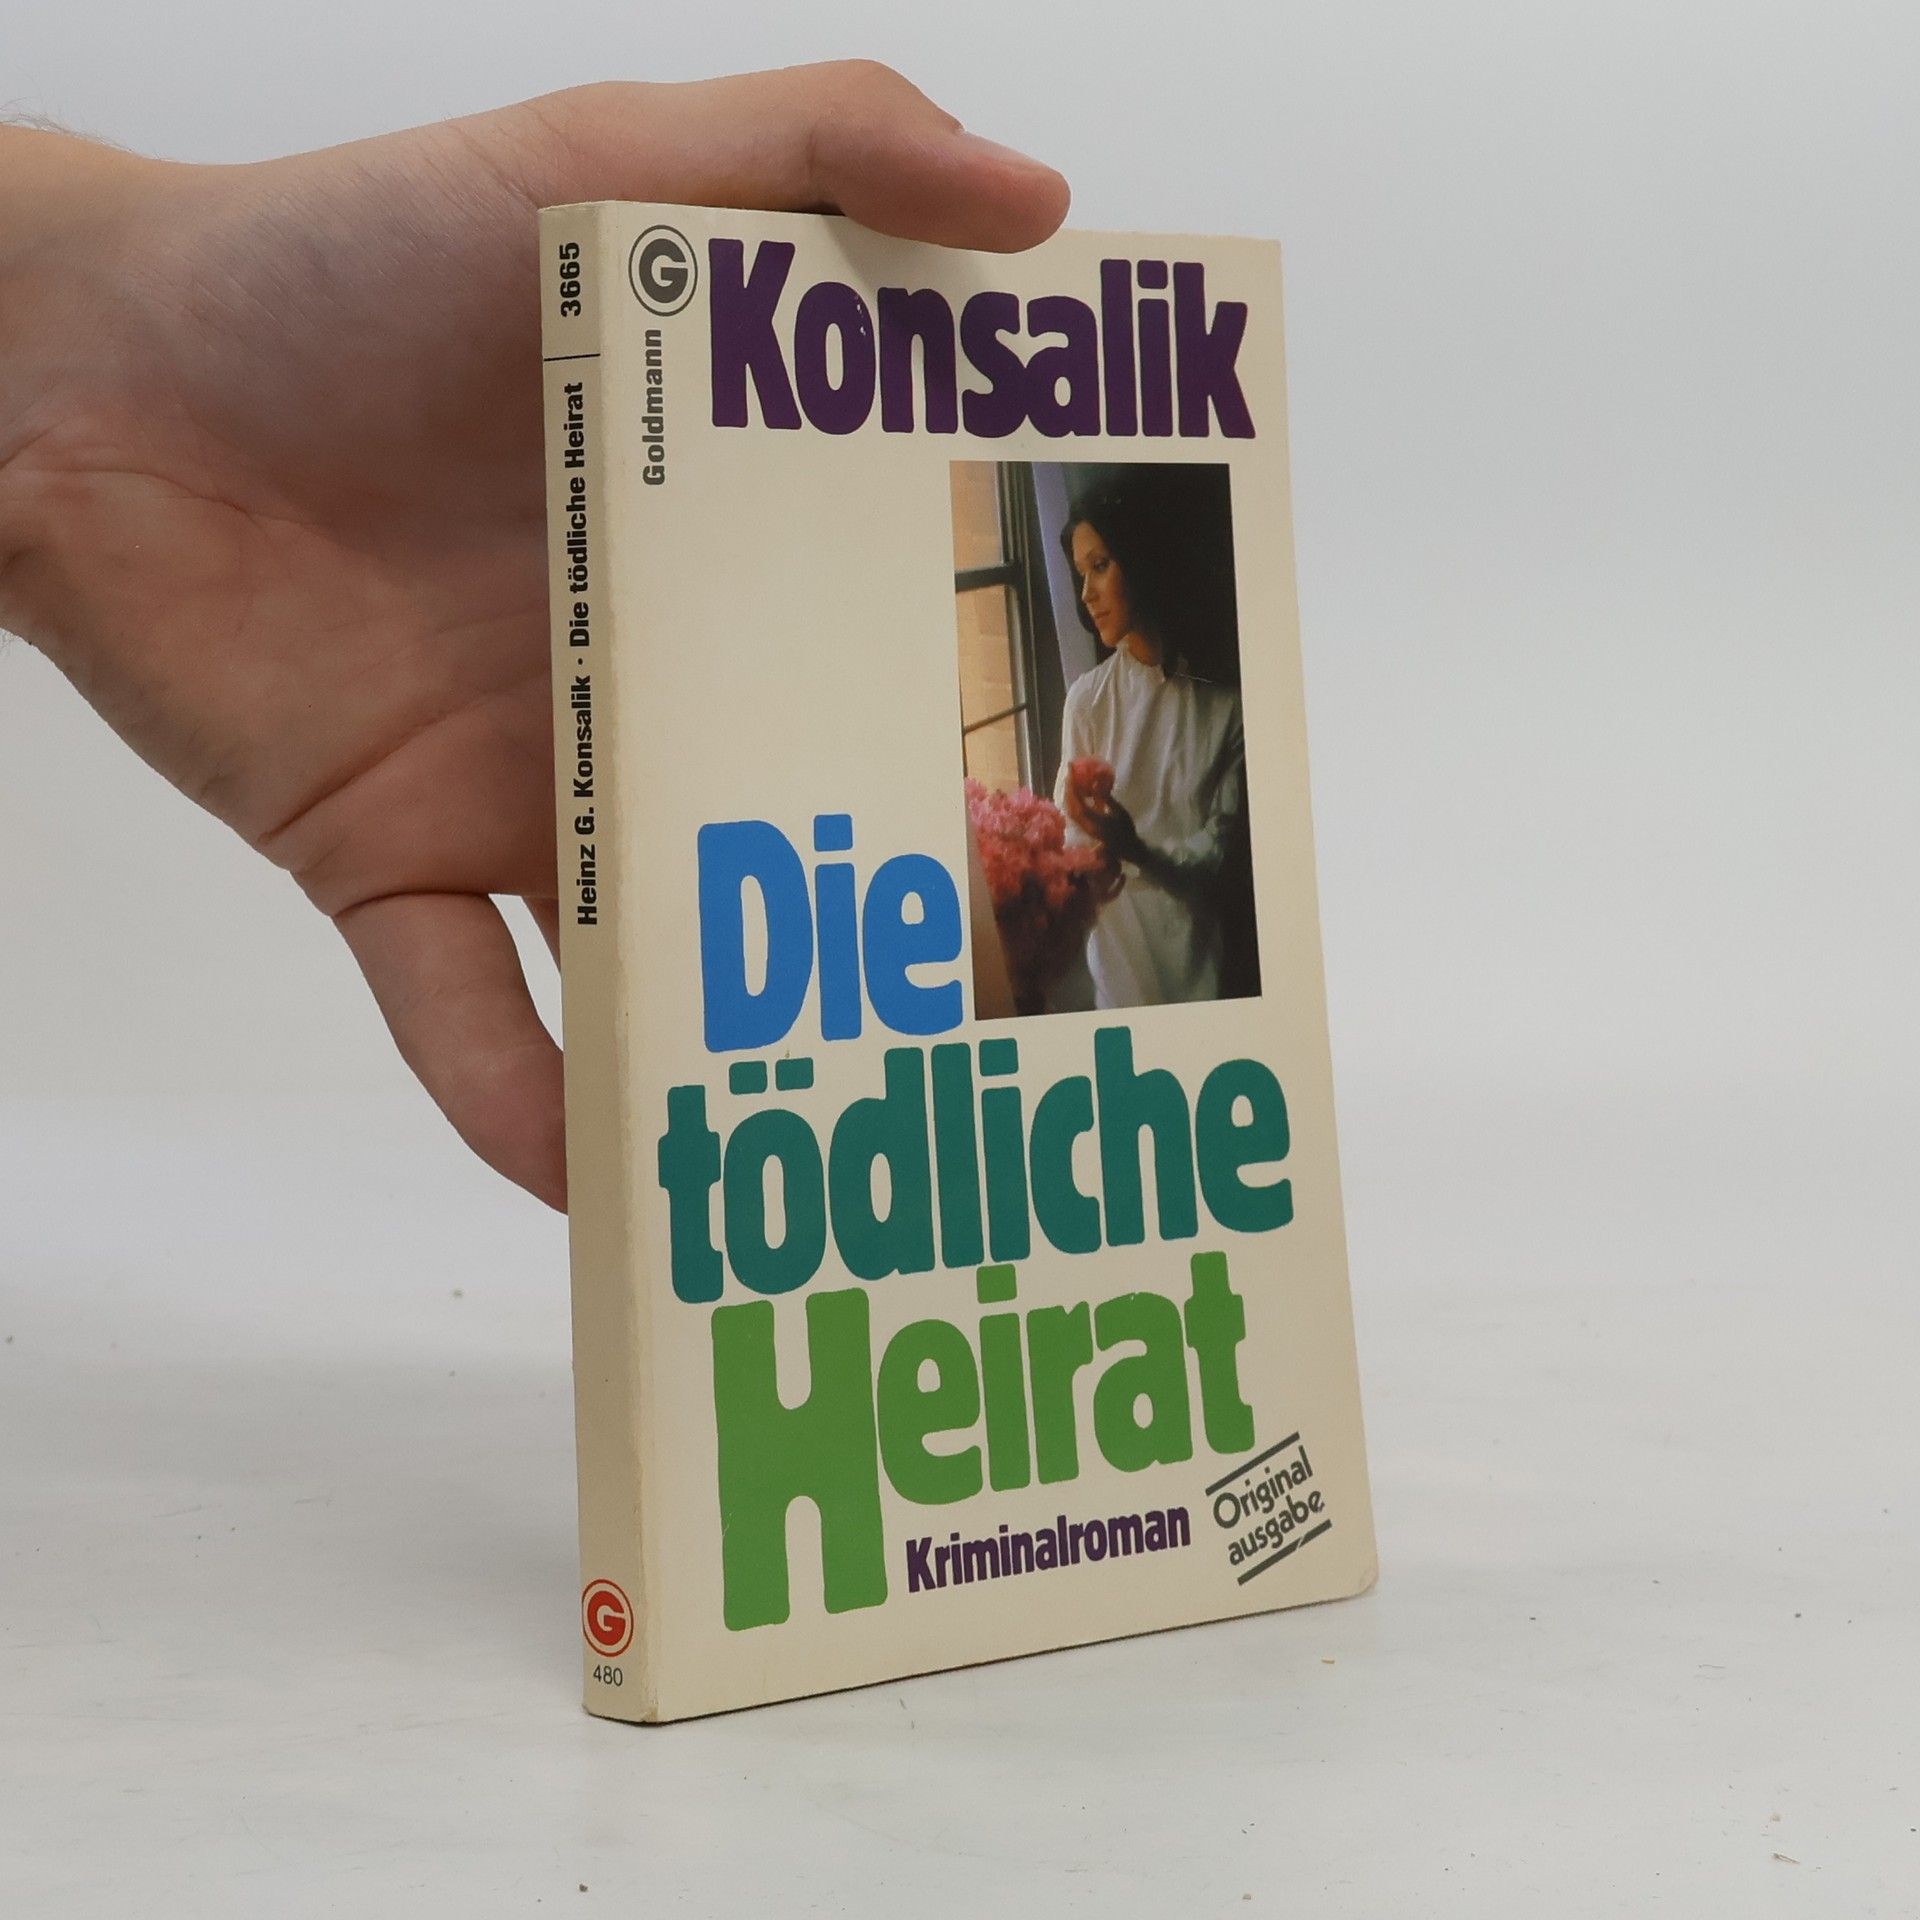 3665
Heinz G. Konsalik · Die tödliche Heirat
G
480
G
Goldmann
Konsalik
Die
tödliche
Heirat
Kriminalroman
Original
ausgabe